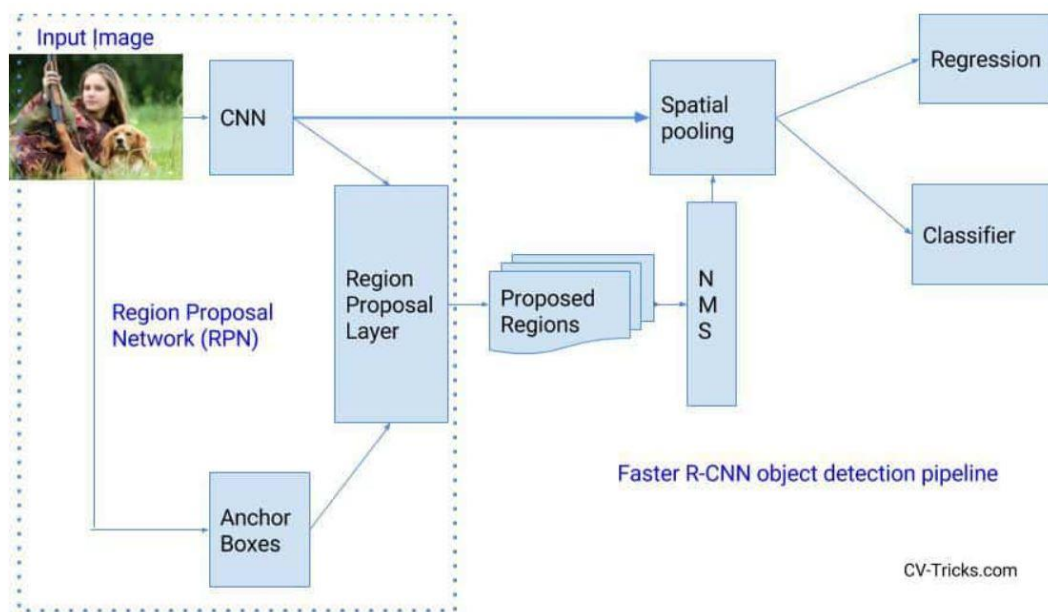 Input Image
CNN
Spatial
pooling
Regression
Classifier
Region
Proposal
Layer
Proposed
Regions
N
M
S
Region Proposal
Network (RPN)
Anchor
Boxes
Faster R-CNN object detection pipeline
CV-Tricks.com